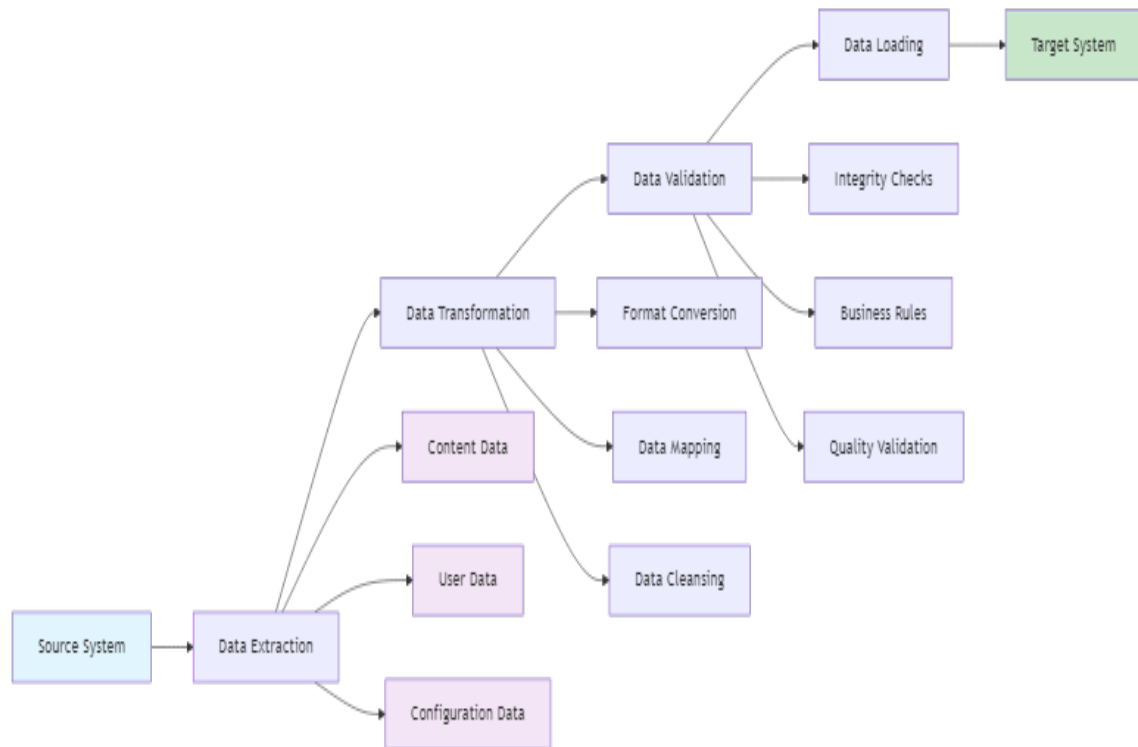 Data Loading
Target System
Data Validation
Integrity Checks
Data Transformation
Format Conversion
Business Rules
Content Data
Data Mapping
Quality Validation
User Data
Data Cleansing
Source System
Data Extraction
Configuration Data